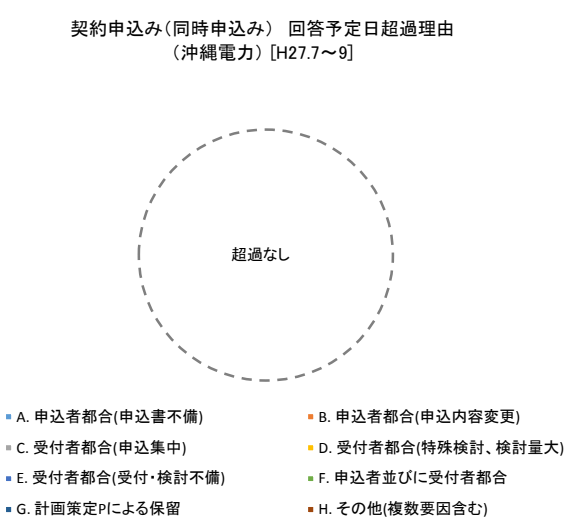 契約申込み(同時申込み) 回答予定日超過理由
(沖縄電力) [H27.7～9]
超過なし
A. 申込者都合(申込書不備)
B. 申込者都合(申込内容変更)
C. 受付者都合(申込集中)
D. 受付者都合(特殊検討、検討量大)
E. 受付者都合(受付・検討不備)
F. 申込者並びに受付者都合
G. 計画策定Pによる保留
H. その他(複数要因含む)